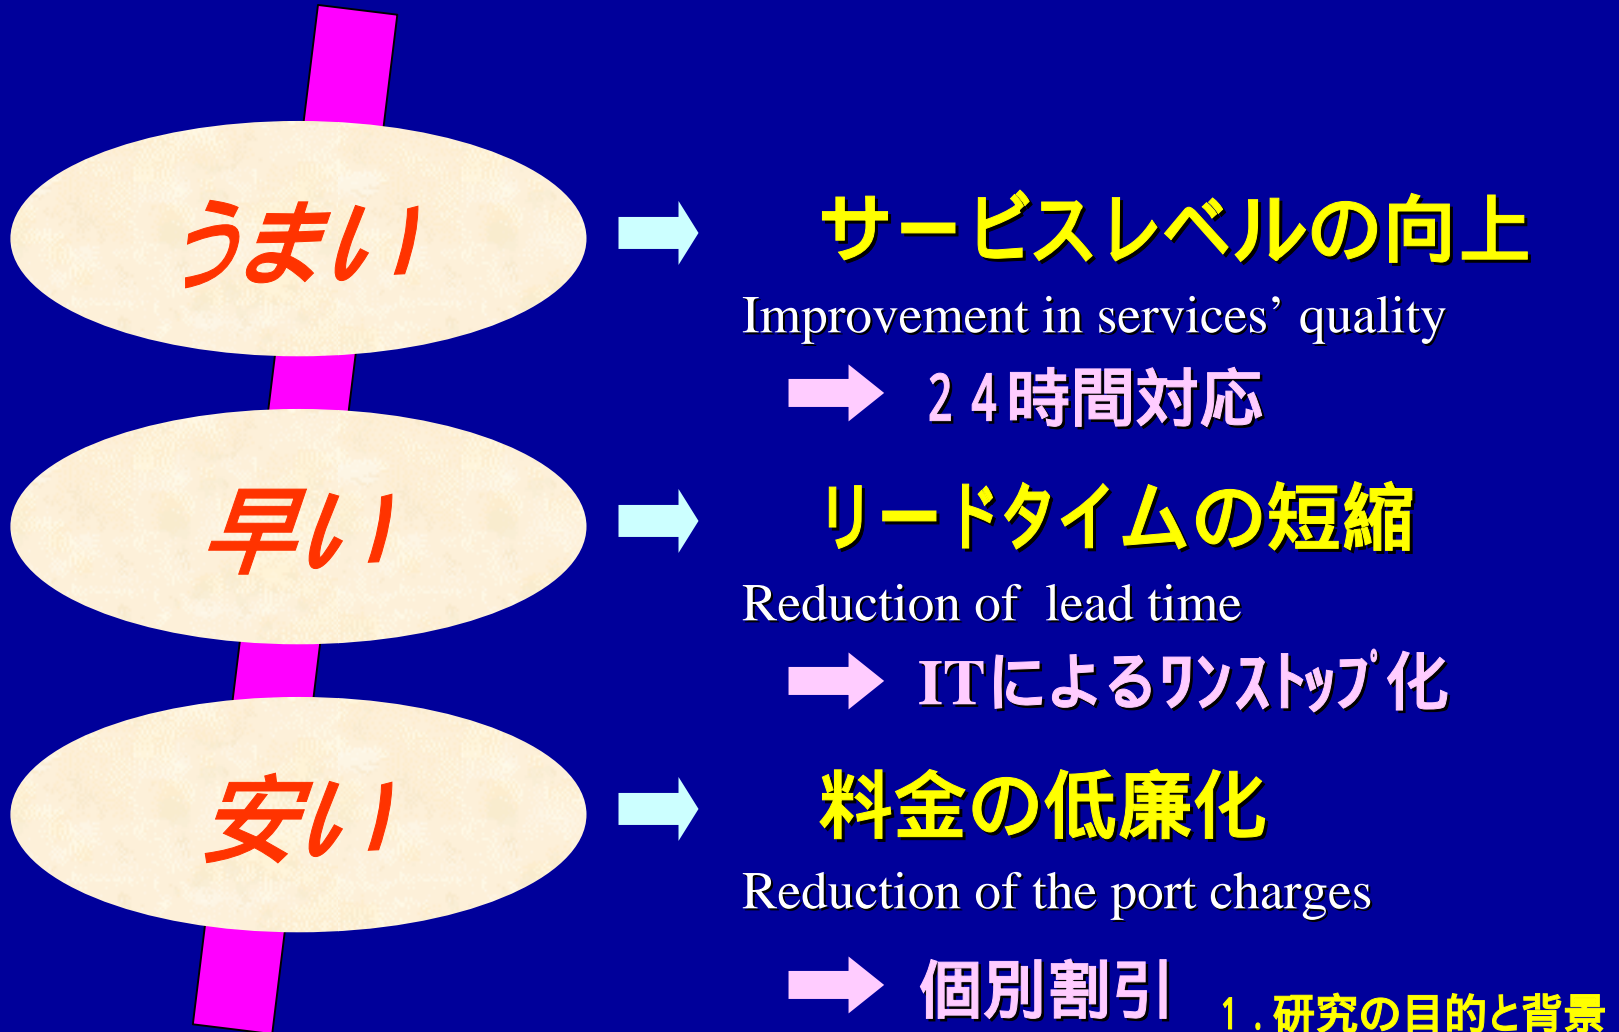 うまい
サービスレベルの向上
Improvement in services’ quality
２４時間対応
早い
リードタイムの短縮
Reduction of lead time
ITによるﾜﾝｽﾄｯﾌﾟ化
安い
料金の低廉化
Reduction of the port charges
個別割引
１．研究の目的と背景